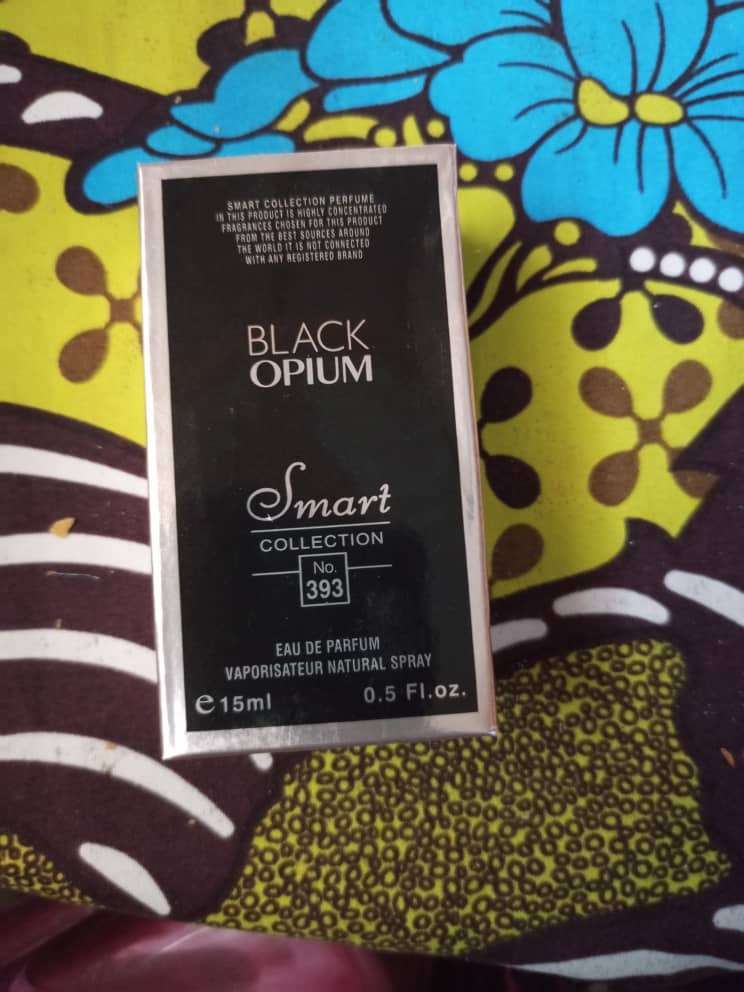 SMART COLLECTION PERFUME
IN THIS PRODUCT IS HIGHLY CONCENTRATED
FRAGRANCES CHOSEN FOR THIS PRODUCT
FROM THE BEST SOURCES AROUND
THE WORLD IT IS NOT CONNECTED
WITH ANY REGISTERED BRAND
BLACK
OPIUM
Smart
COLLECTION
No.
393
EAU DE PARFUM
VAPORISATEUR NATURAL SPRAY
e 15ml 0.5 Fl.oz.